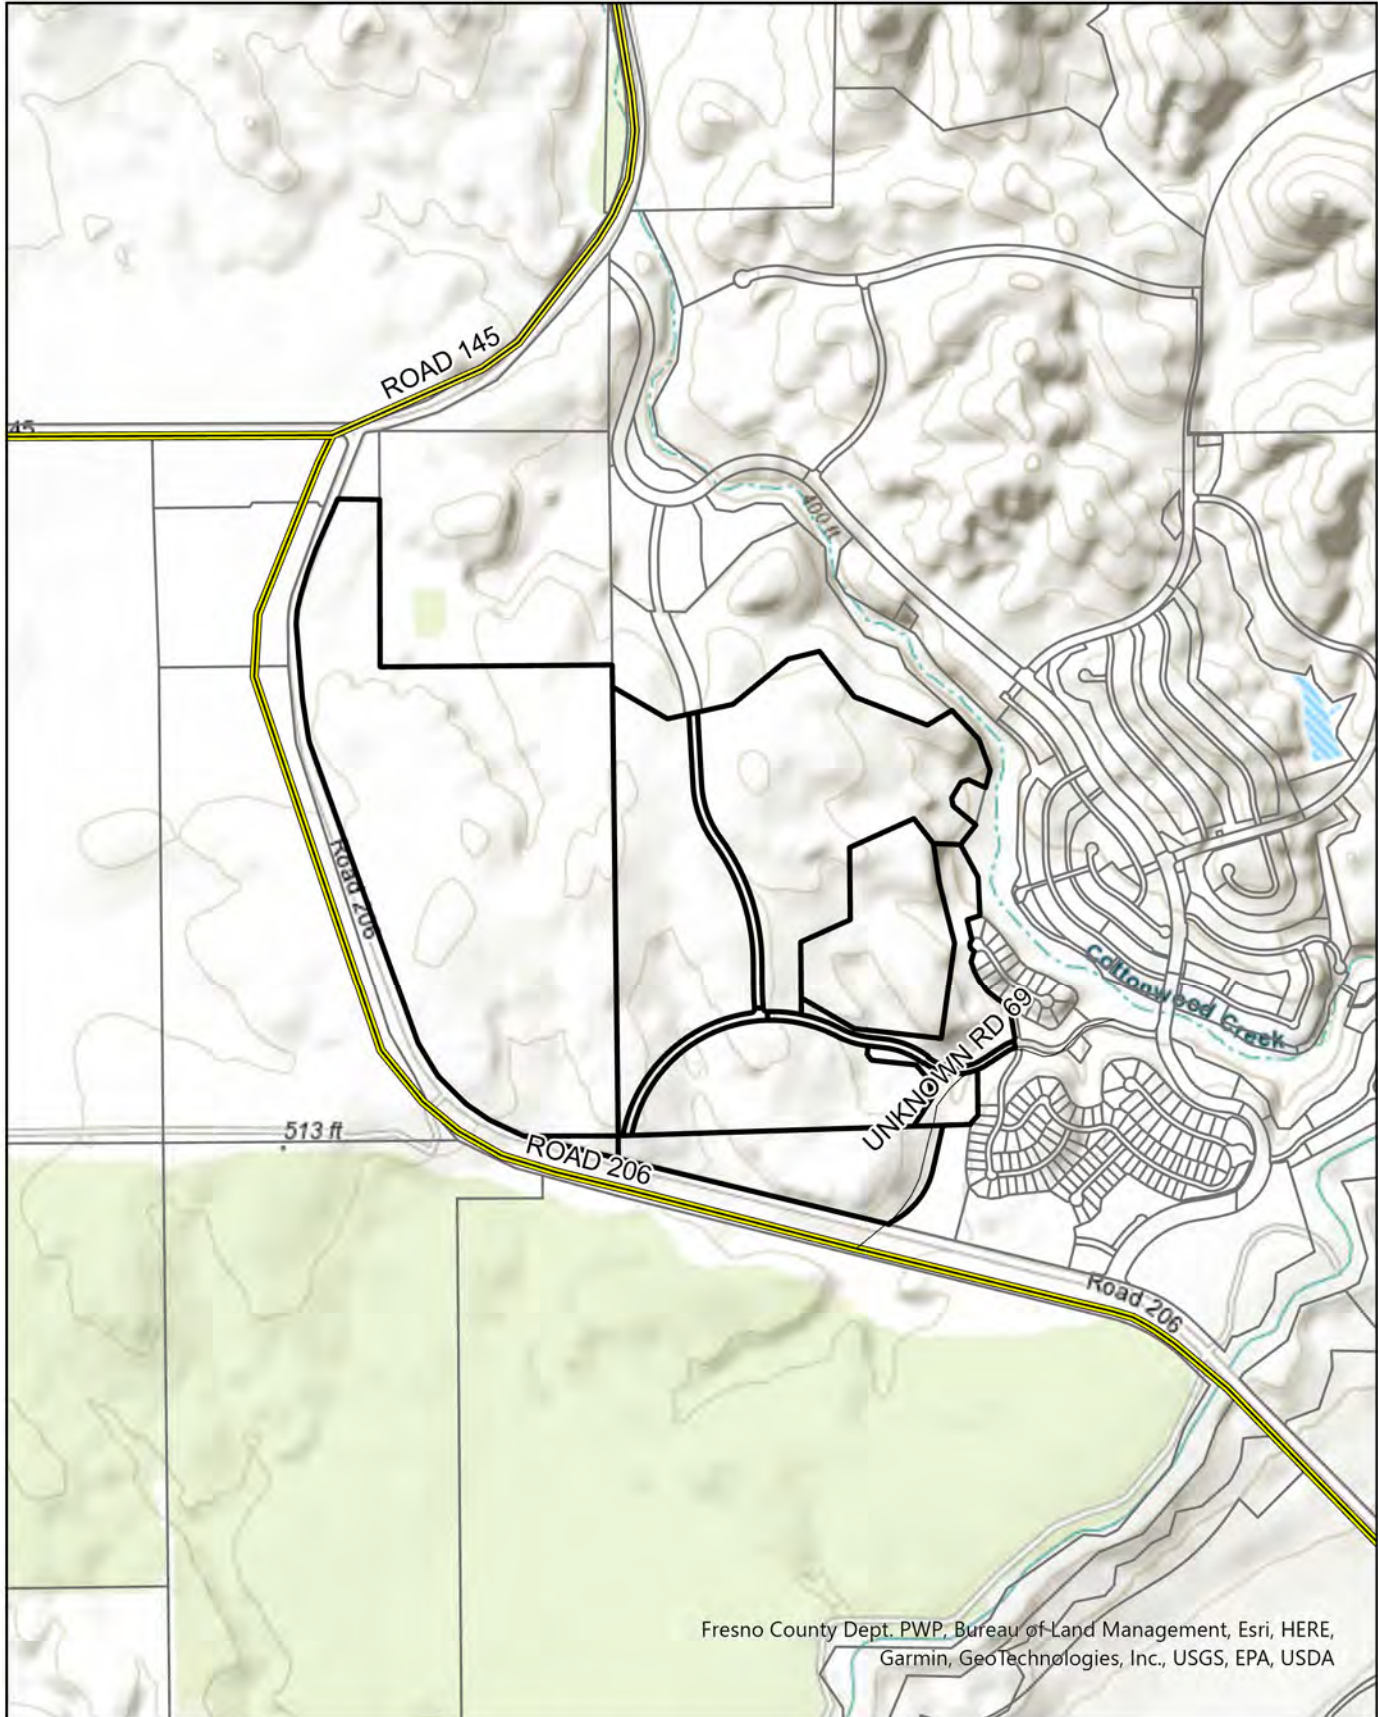 ROAD 145
45
400 ft
Road 206
Cottonwood Creek
UNKNOWN RD 69
513 ft
ROAD 206
Road 206
Fresno County Dept. PWP, Bureau of Land Management, Esri, HERE,
Garmin, GeoTechnologies, Inc., USGS, EPA, USDA